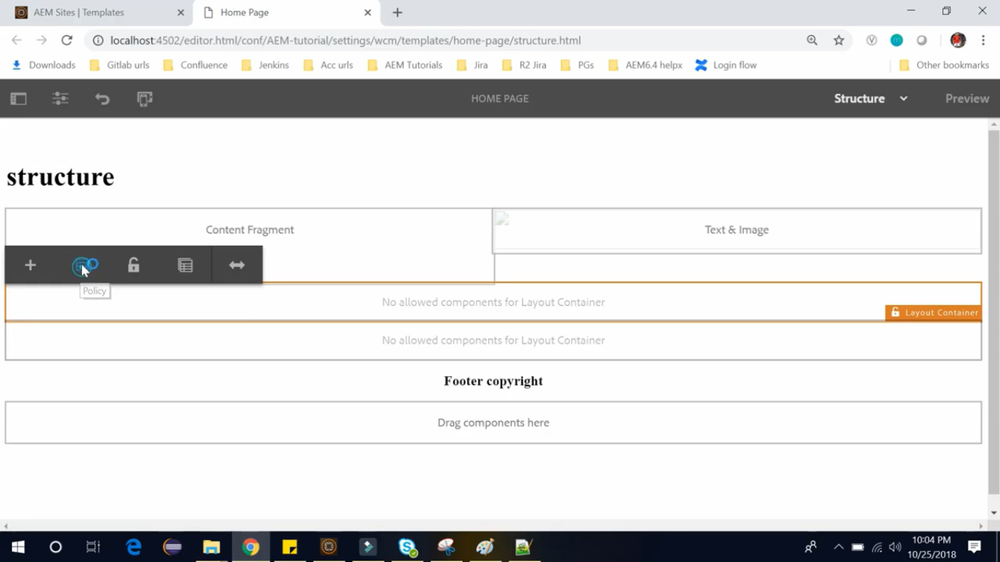 AEM Sites | Templates
Home Page
localhost:4502/editor.html/conf/AEM-tutorial/settings/wcm/templates/home-page/structure.html
Downloads Gitlab urls Confluence Jenkins Acc urls AEM Tutorials Jira R2 Jira PGs AEM6.4 helpx Login flow Other bookmarks
HOME PAGE Structure Preview
structure
Content Fragment Text & Image
Policy
No allowed components for Layout Container
Layout Container
No allowed components for Layout Container
Footer copyright
Drag components here
10:04 PM
10/25/2018